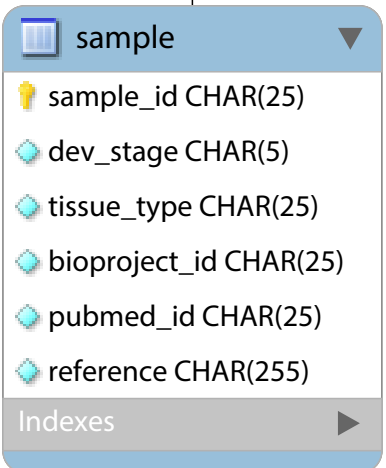 sample
sample_id CHAR(25)
dev_stage CHAR(5)
tissue_type CHAR(25)
bioproject_id CHAR(25)
pubmed_id CHAR(25)
reference CHAR(255)
Indexes